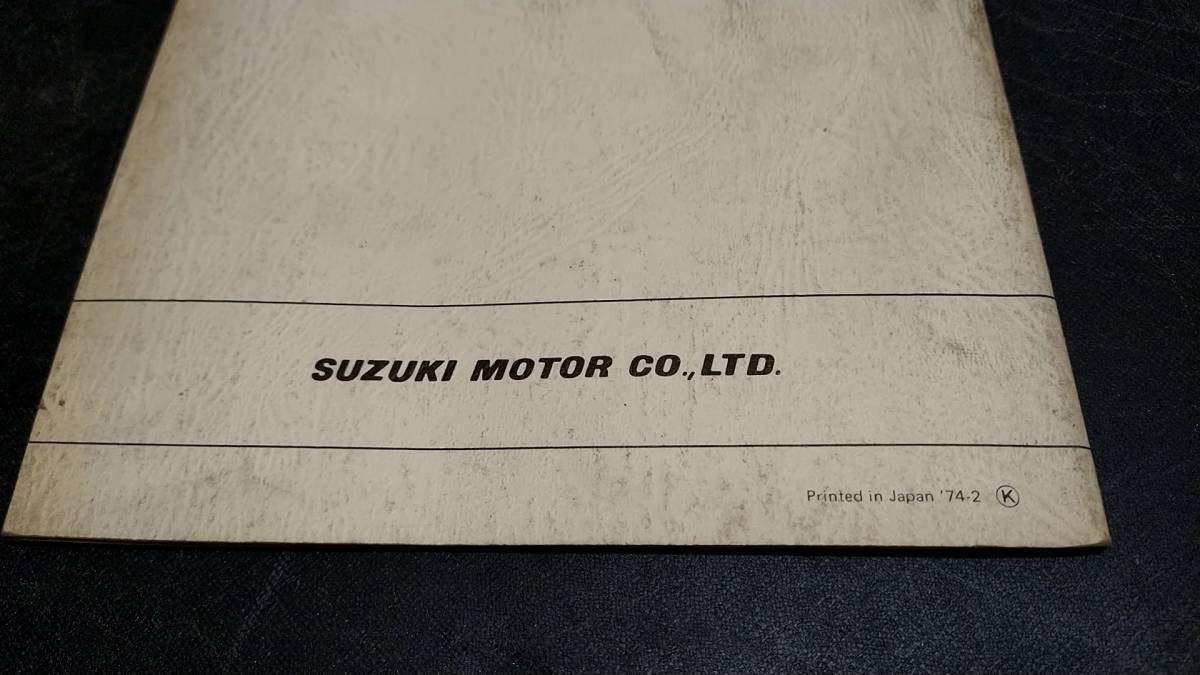 SUZUKI MOTOR CO.,LTD.
Printed in Japan '74-2 Ⓚ